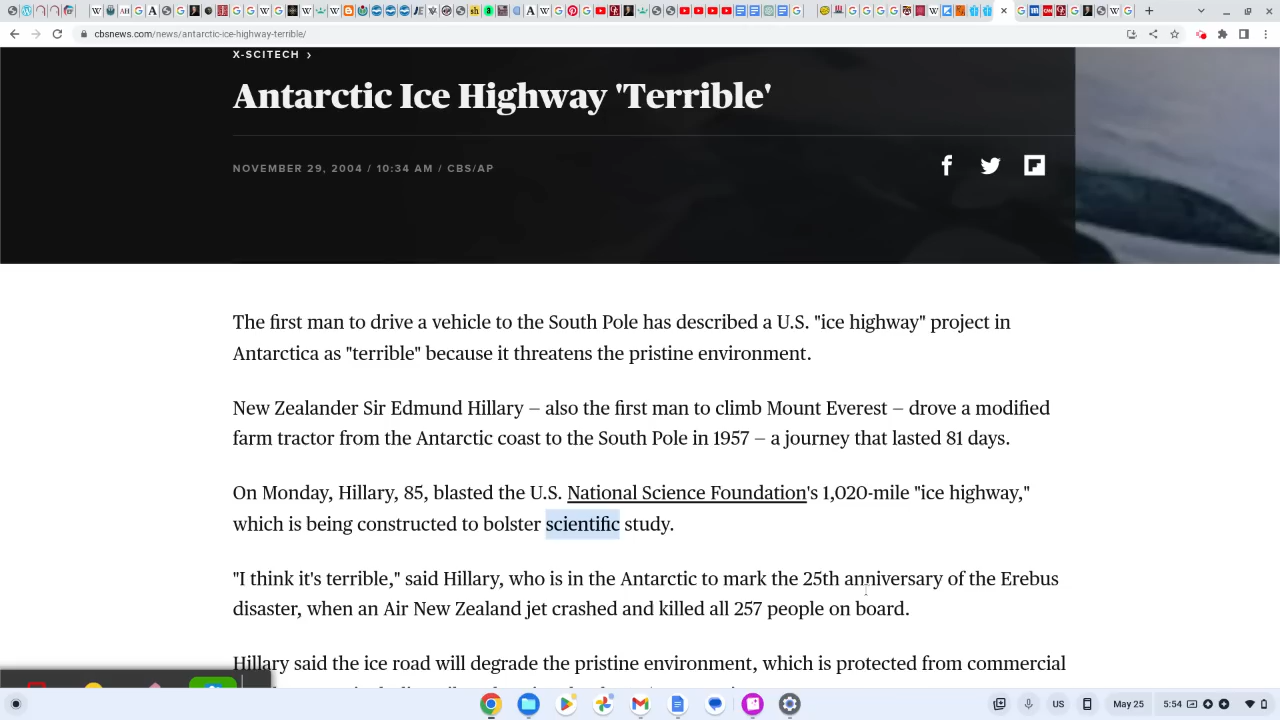 cbsnews.com/news/antarctic-ice-highway-terrible/
X-SCITECH ›
Antarctic Ice Highway 'Terrible'
NOVEMBER 29, 2004 / 10:34 AM / CBS/AP
The first man to drive a vehicle to the South Pole has described a U.S. "ice highway" project in
Antarctica as "terrible" because it threatens the pristine environment.
New Zealander Sir Edmund Hillary — also the first man to climb Mount Everest — drove a modified
farm tractor from the Antarctic coast to the South Pole in 1957 — a journey that lasted 81 days.
On Monday, Hillary, 85, blasted the U.S. National Science Foundation's 1,020-mile "ice highway,"
which is being constructed to bolster scientific study.
"I think it's terrible," said Hillary, who is in the Antarctic to mark the 25th anniversary of the Erebus
disaster, when an Air New Zealand jet crashed and killed all 257 people on board.
Hillary said the ice road will degrade the pristine environment, which is protected from commercial
US
May 25
5:54